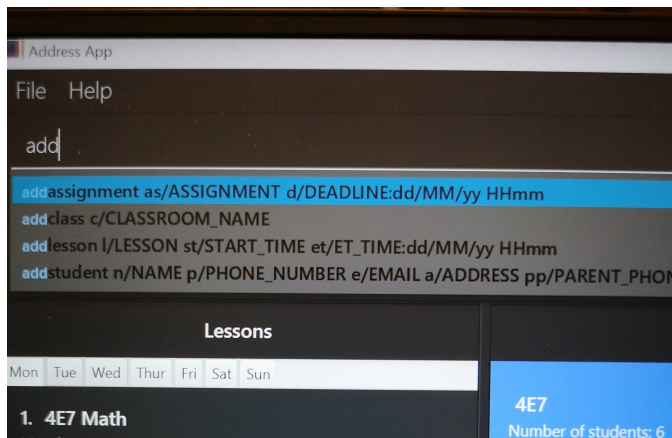 Address App
File Help
add
addassignment as/ASSIGNMENT d/DEADLINE:dd/MM/yy HHmm
addclass c/CLASSROOM_NAME
addlesson l/LESSON st/START_TIME et/ET_TIME:dd/MM/yy HHmm
addstudent n/NAME p/PHONE_NUMBER e/EMAIL a/ADDRESS pp/PARENT_PHON
Lessons
Mon Tue Wed Thur Fri Sat Sun
1. 4E7 Math
4E7
Number of students: 6